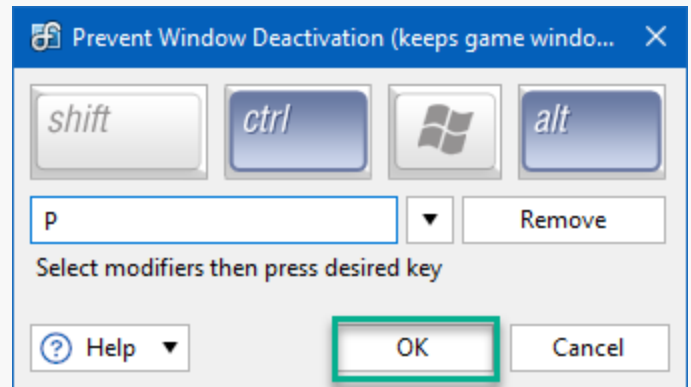 Prevent Window Deactivation (keeps game windo...
shift ctrl alt
P
Remove
Select modifiers then press desired key
Help OK Cancel